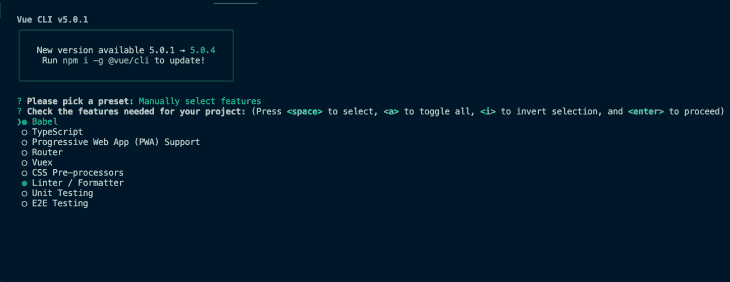 Vue CLI v5.0.1
New version available 5.0.1 → 5.0.4
Run npm i -g @vue/cli to update!
? Please pick a preset: Manually select features
? Check the features needed for your project: (Press <space> to select, <a> to toggle all, <i> to invert selection, and <enter> to proceed)
❯◉ Babel
◯ TypeScript
◯ Progressive Web App (PWA) Support
◯ Router
◯ Vuex
◯ CSS Pre-processors
◉ Linter / Formatter
◯ Unit Testing
◯ E2E Testing